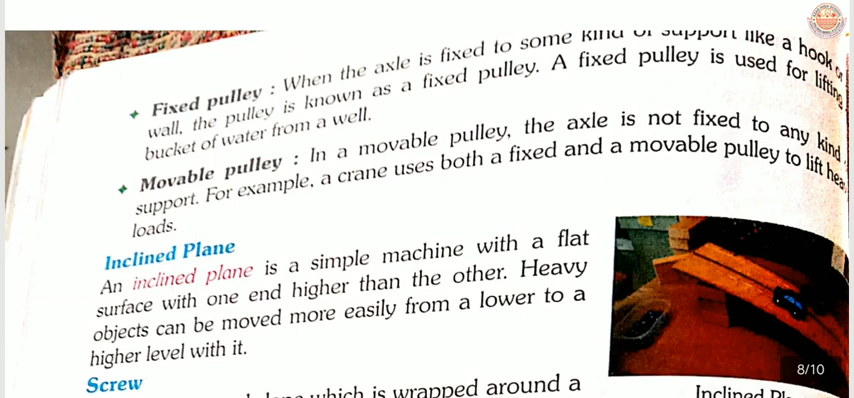 ✦ Fixed pulley : When the axle is fixed to some kind of support like a hook or
wall, the pulley is known as a fixed pulley. A fixed pulley is used for lifting
bucket of water from a well.
✦ Movable pulley : In a movable pulley, the axle is not fixed to any kind
support. For example, a crane uses both a fixed and a movable pulley to lift hea
loads.
Inclined Plane
An inclined plane is a simple machine with a flat
surface with one end higher than the other. Heavy
objects can be moved more easily from a lower to a
higher level with it.
Screw
which is wrapped around a
Inclined Pl
8/10